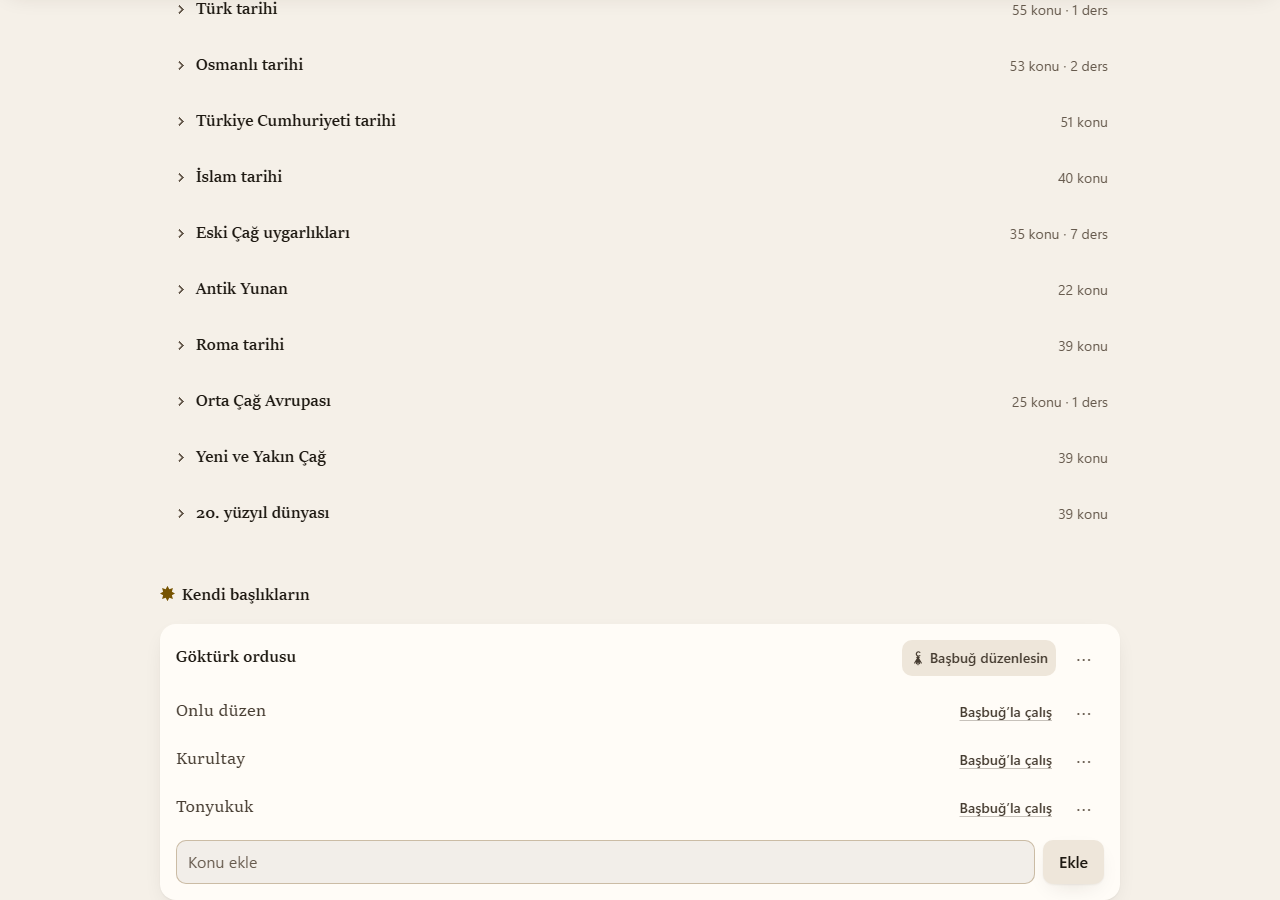 Türk tarihi 55 konu · 1 ders
Osmanlı tarihi 53 konu · 2 ders
Türkiye Cumhuriyeti tarihi 51 konu
İslam tarihi 40 konu
Eski Çağ uygarlıkları 35 konu · 7 ders
Antik Yunan 22 konu
Roma tarihi 39 konu
Orta Çağ Avrupası 25 konu · 1 ders
Yeni ve Yakın Çağ 39 konu
20. yüzyıl dünyası 39 konu
Kendi başlıkların
Göktürk ordusu Başbuğ düzenlesin ...
Onlu düzen Başbuğ'la çalış ...
Kurultay Başbuğ'la çalış ...
Tonyukuk Başbuğ'la çalış ...
Konu ekle Ekle